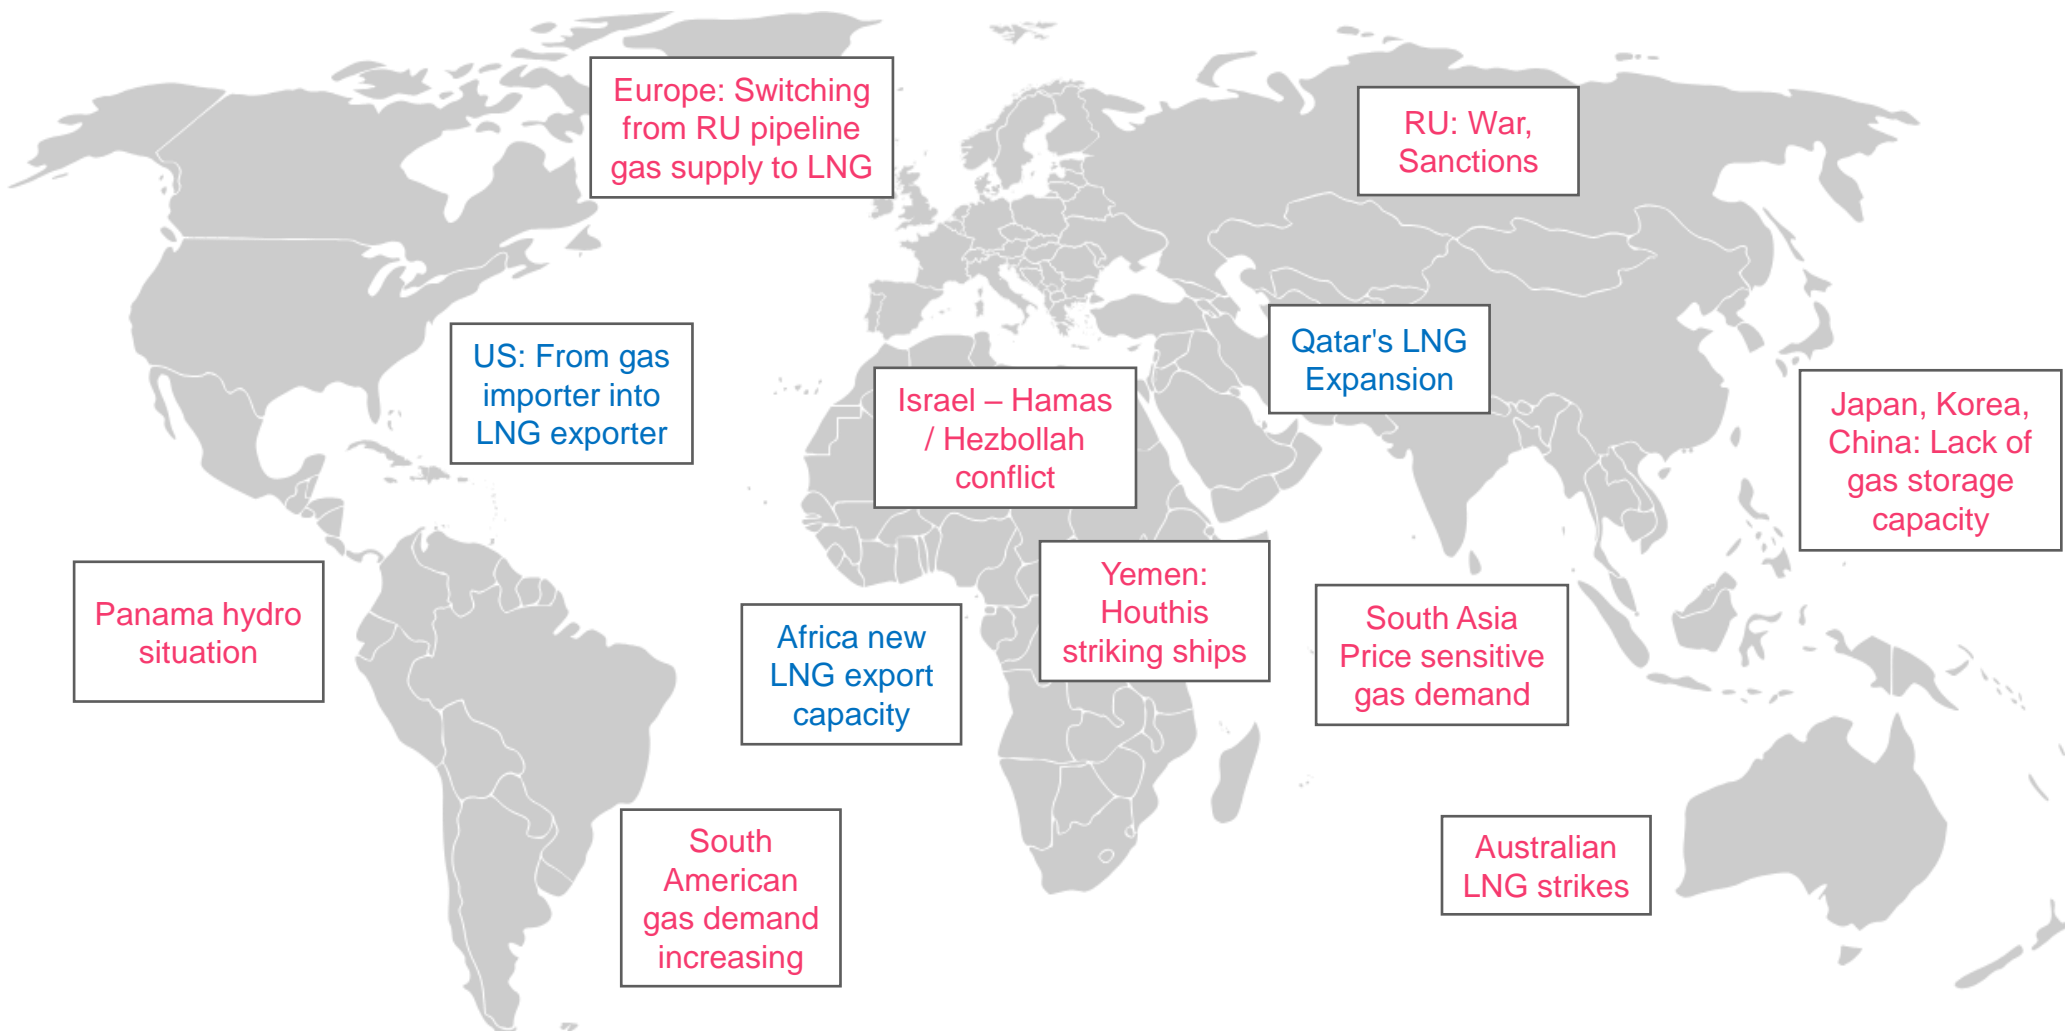 Europe: Switching
from RU pipeline
gas supply to LNG
RU: War,
Sanctions
US: From gas
importer into
LNG exporter
Qatar's LNG
Expansion
Israel – Hamas
/ Hezbollah
conflict
Japan, Korea,
China: Lack of
gas storage
capacity
Panama hydro
situation
Africa new
LNG export
capacity
Yemen:
Houthis
striking ships
South Asia
Price sensitive
gas demand
South
American
gas demand
increasing
Australian
LNG strikes